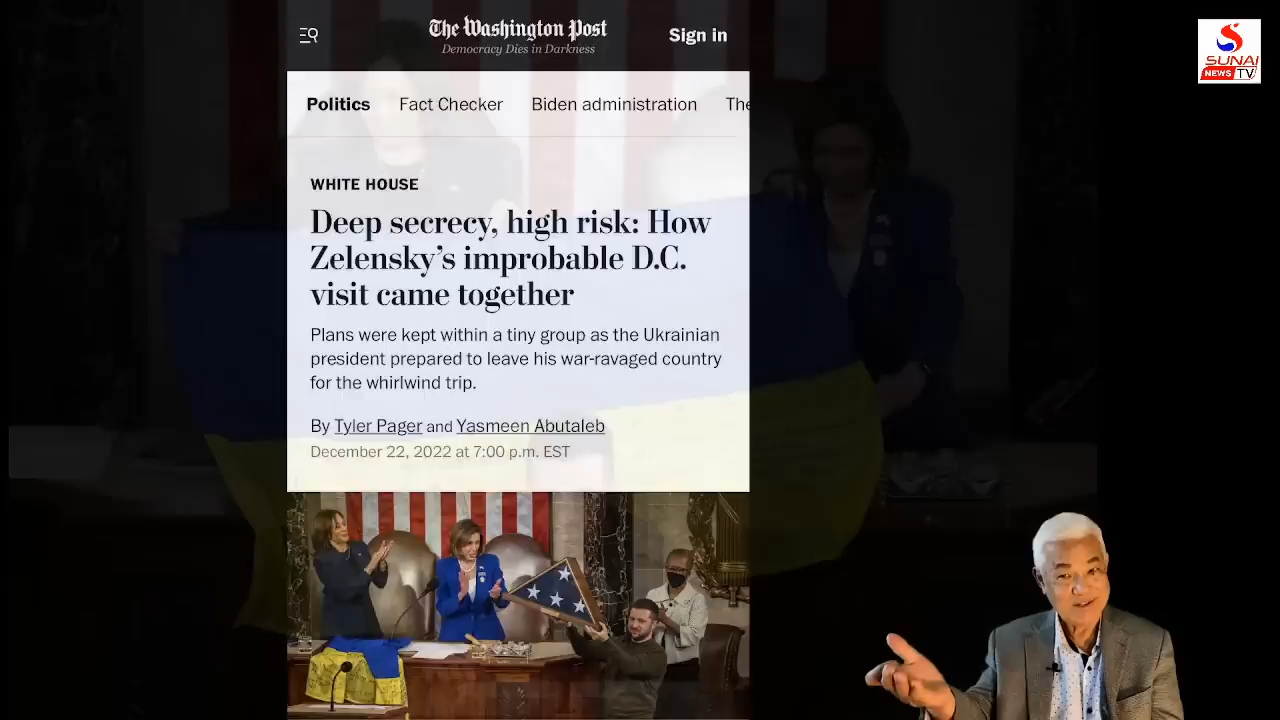 The Washington Post
Democracy Dies in Darkness
Sign in
SUNAI
NEWS TV
Politics Fact Checker Biden administration The
WHITE HOUSE
Deep secrecy, high risk: How
Zelensky’s improbable D.C.
visit came together
Plans were kept within a tiny group as the Ukrainian
president prepared to leave his war-ravaged country
for the whirlwind trip.
By Tyler Pager and Yasmeen Abutaleb
December 22, 2022 at 7:00 p.m. EST